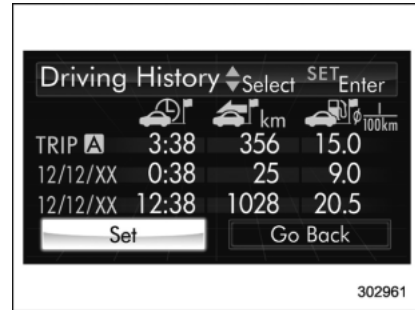 Driving History Select SET Enter
km ø l/100km
TRIP A 3:38 356 15.0
12/12/XX 0:38 25 9.0
12/12/XX 12:38 1028 20.5
Set Go Back
302961